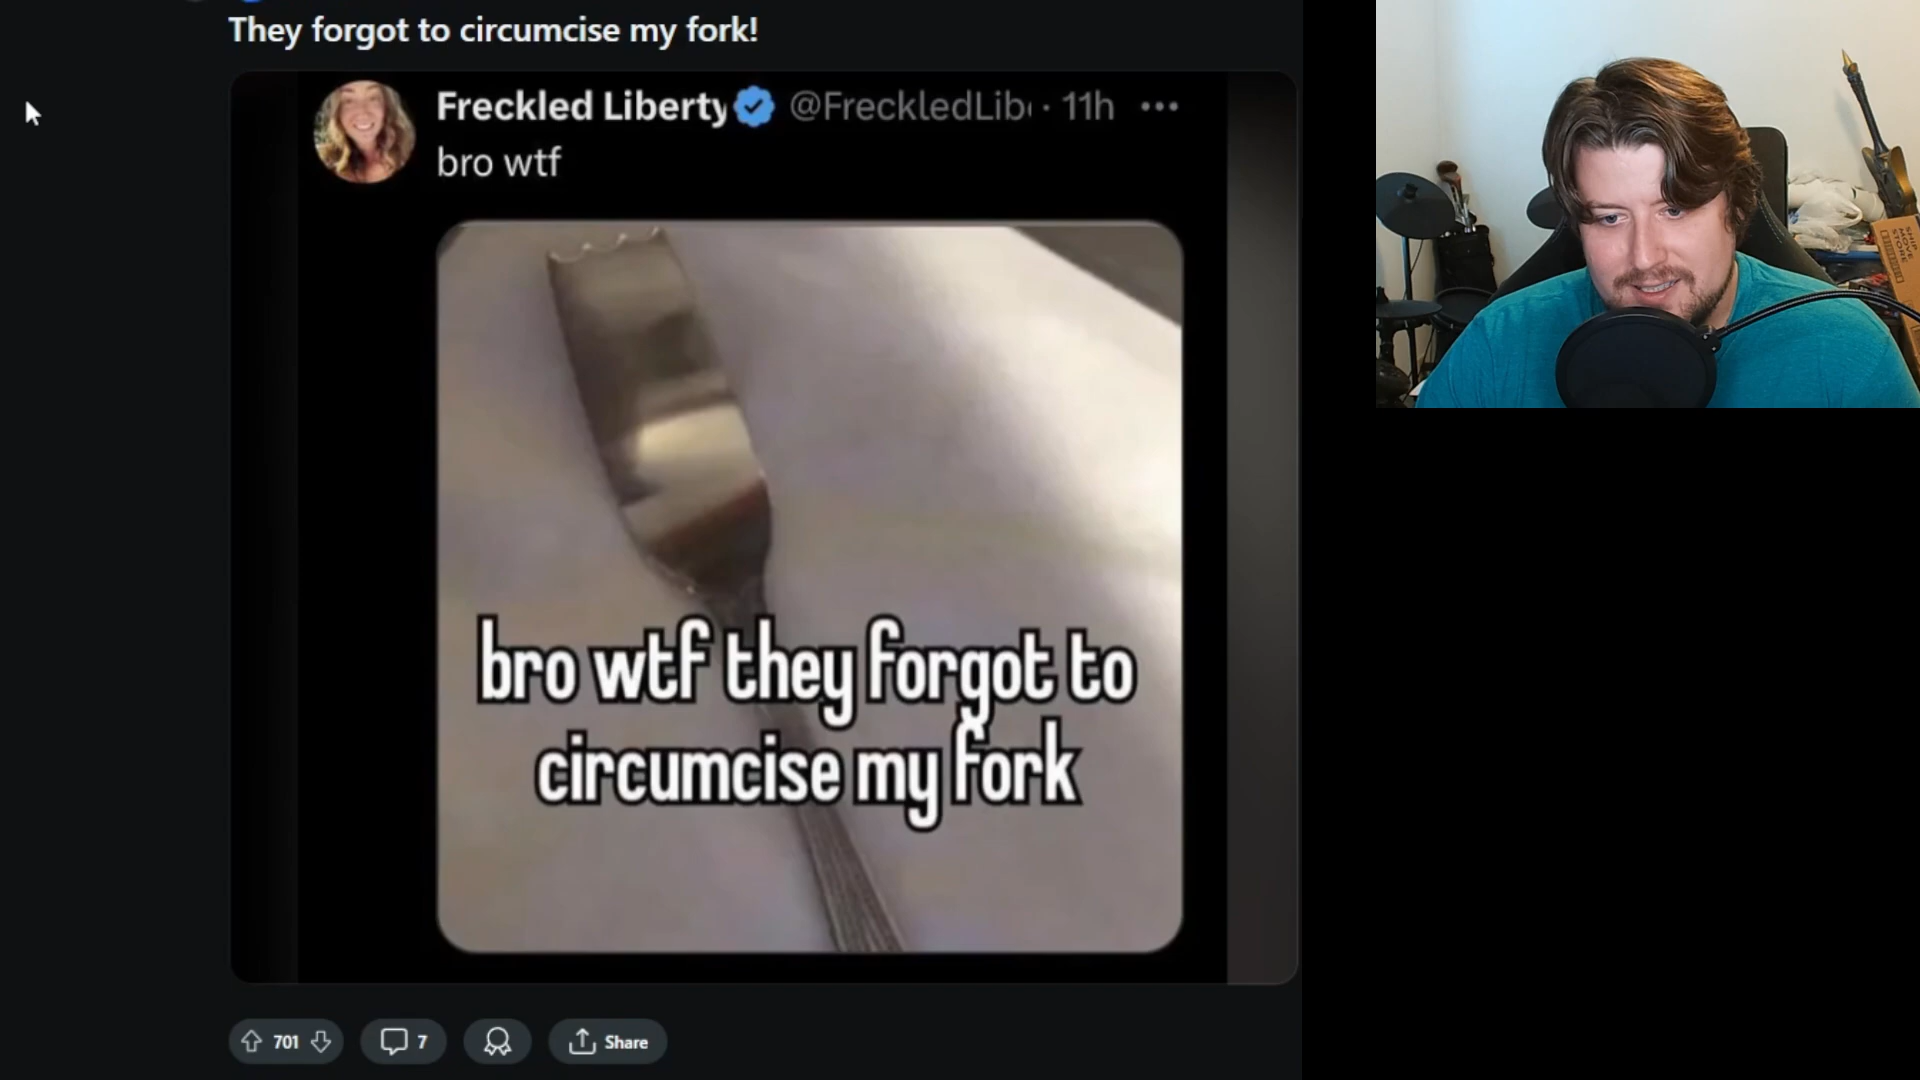 They forgot to circumcise my fork!
Freckled Liberty @FreckledLib · 11h
bro wtf
bro wtf they forgot to
circumcise my fork
701 7 Share